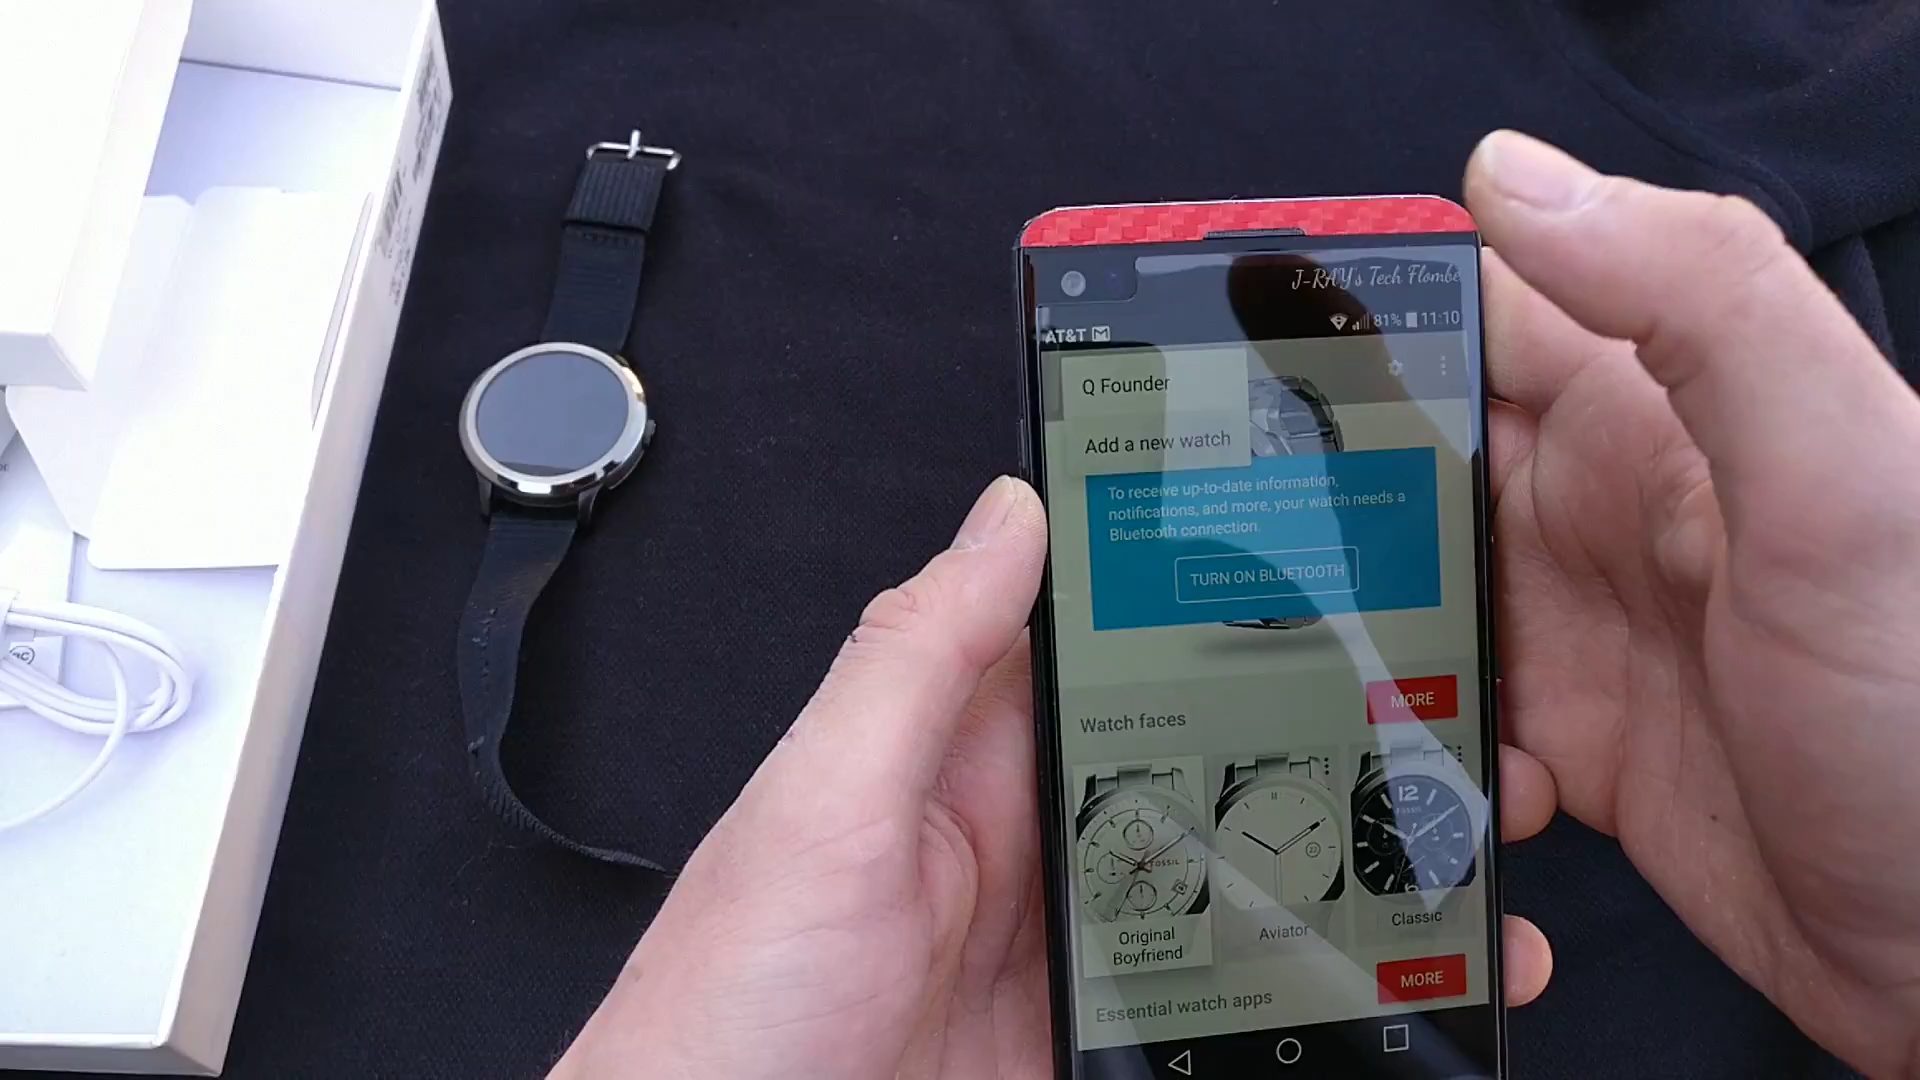 J-RAY's Tech Flombe
AT&T
81% 11:10
Q Founder
Add a new watch
To receive up-to-date information,
notifications, and more, your watch needs a
Bluetooth connection.
TURN ON BLUETOOTH
Watch faces
MORE
12
FOSSIL
FOSSIL
23
Original
Boyfriend
Aviator
Classic
Essential watch apps
MORE